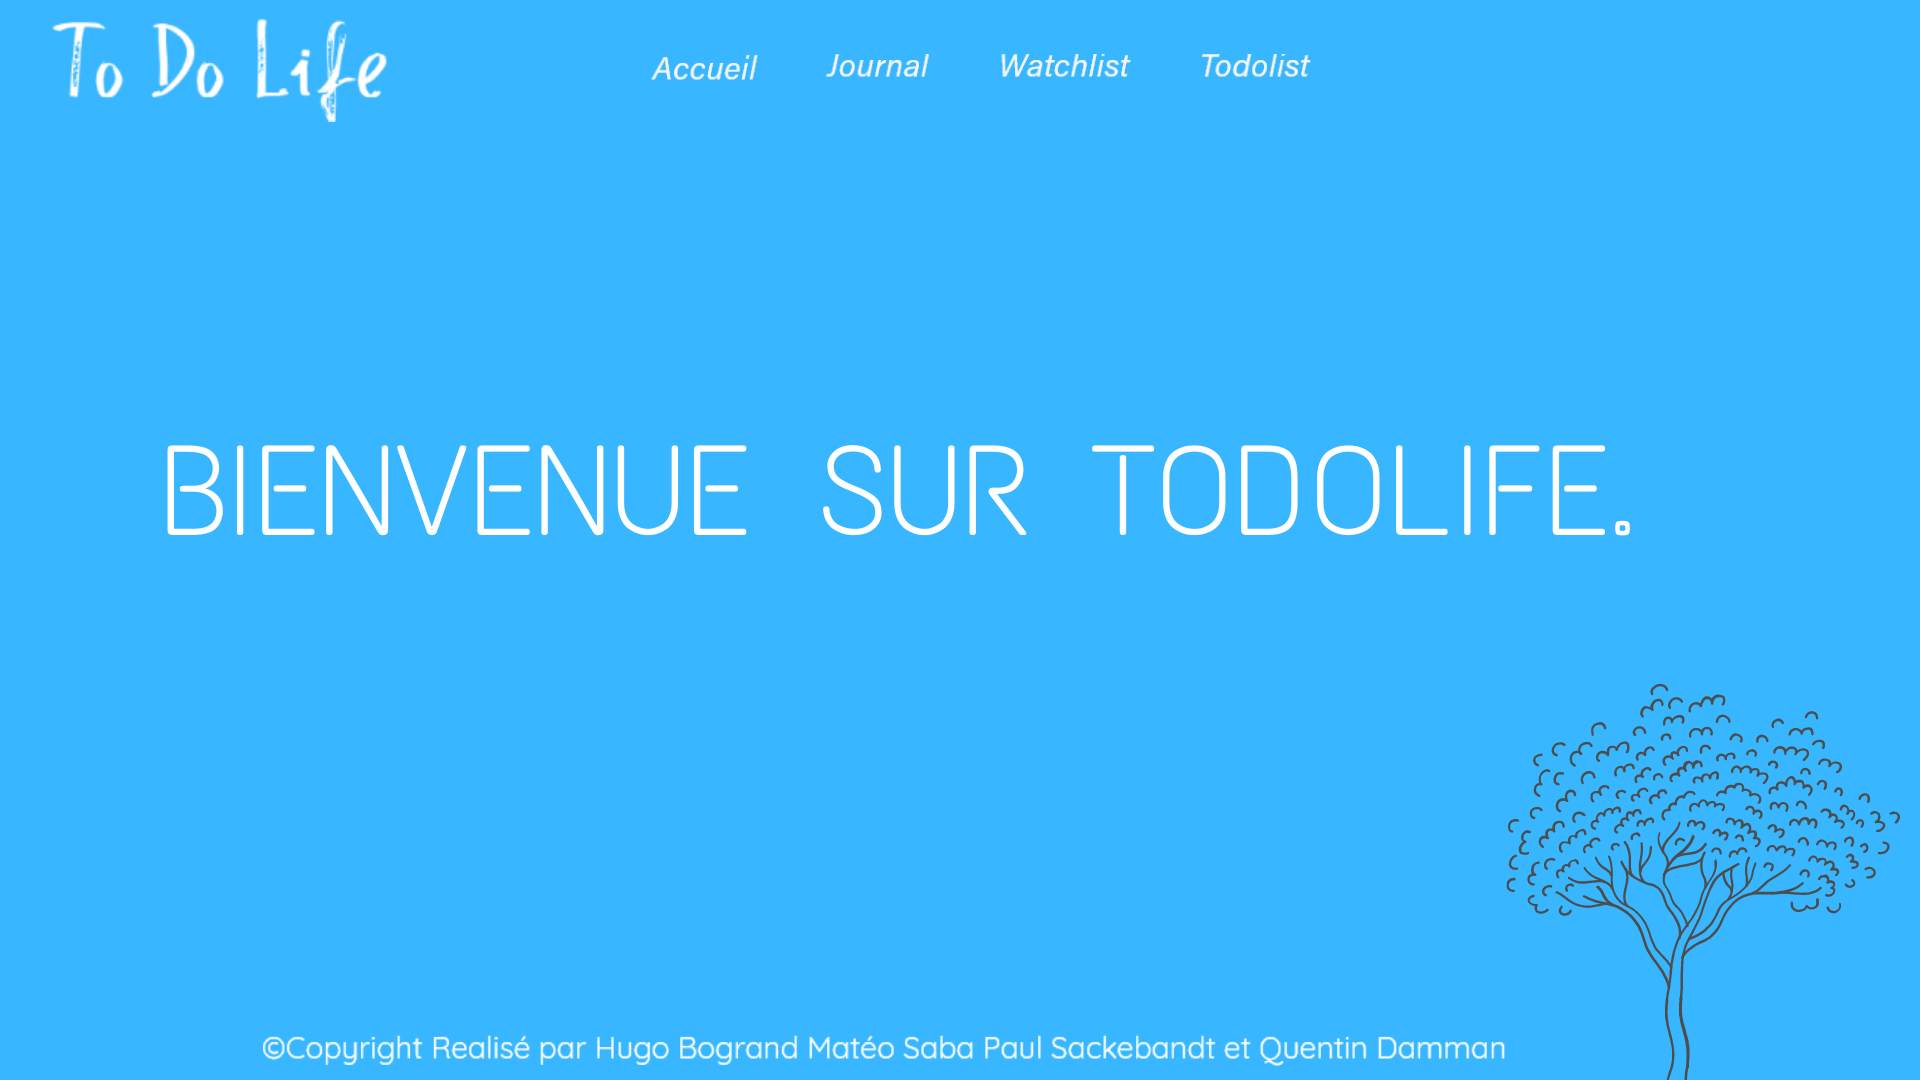 To Do Life
Accueil Journal Watchlist Todolist
BIENVENUE SUR TODOLIFE.
©Copyright Realisé par Hugo Bogrand Matéo Saba Paul Sackebandt et Quentin Damman